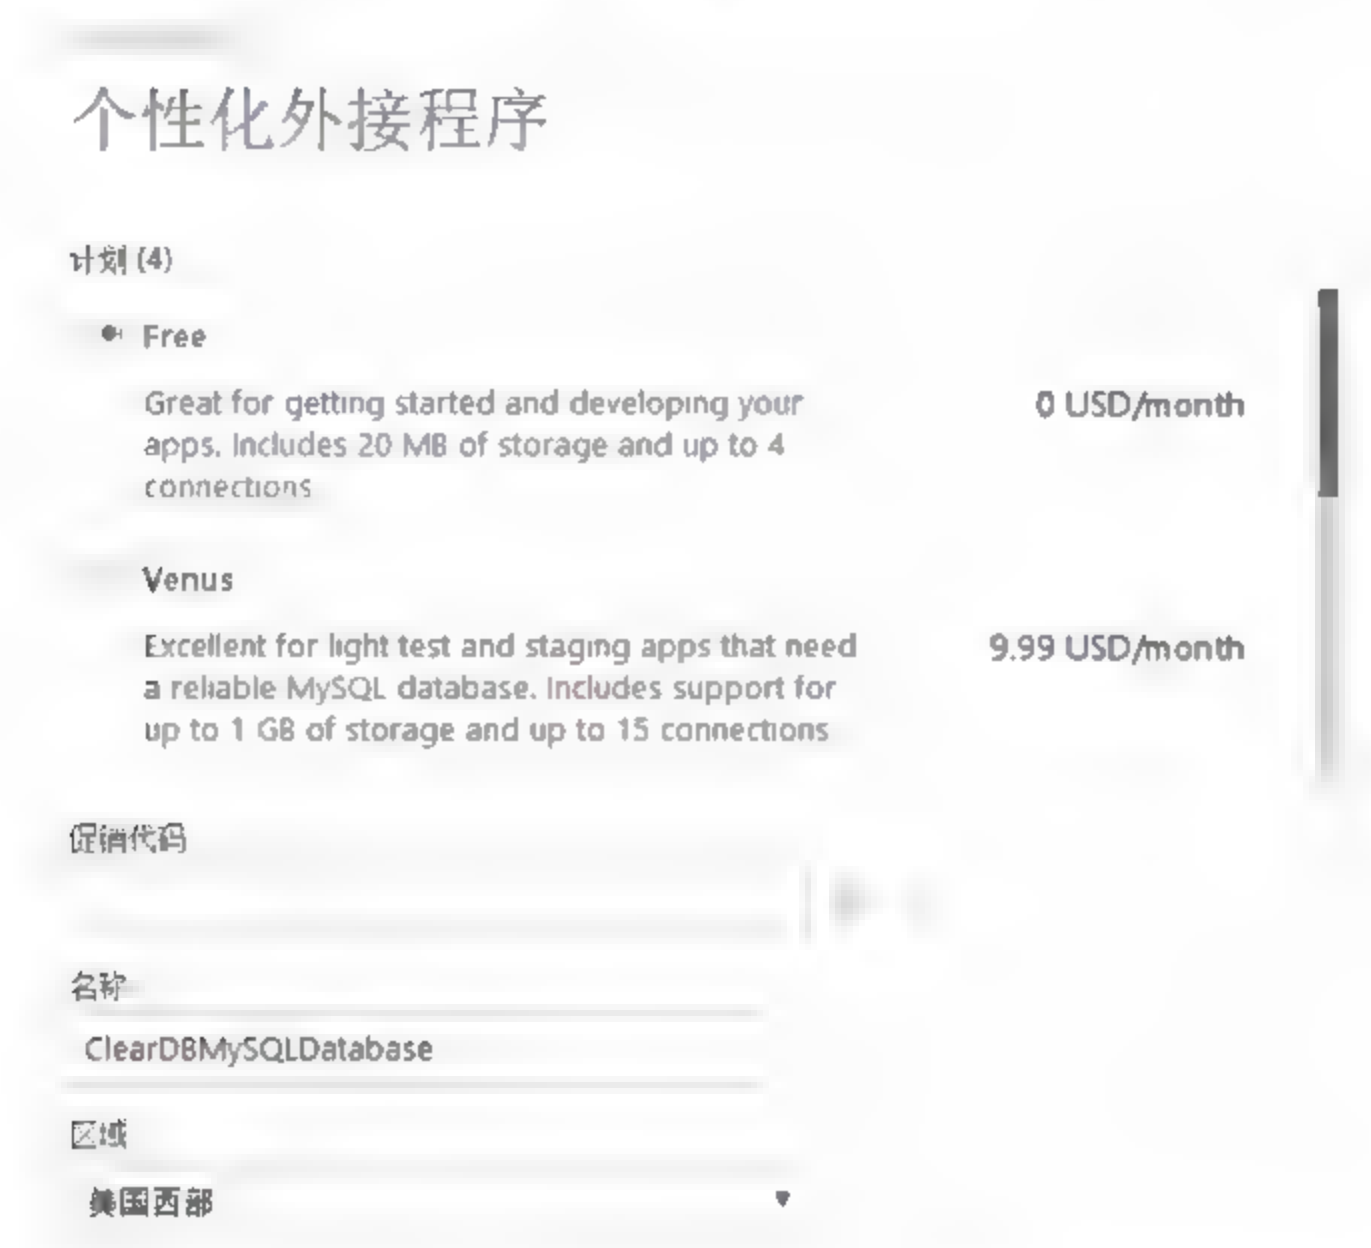 个性化外接程序
计划 (4)
Free
Great for getting started and developing your
apps. Includes 20 MB of storage and up to 4
connections
0 USD/month
Venus
Excellent for light test and staging apps that need
a reliable MySQL database. Includes support for
up to 1 GB of storage and up to 15 connections
9.99 USD/month
促销代码
名称
ClearDBMySQLDatabase
区域
美国西部